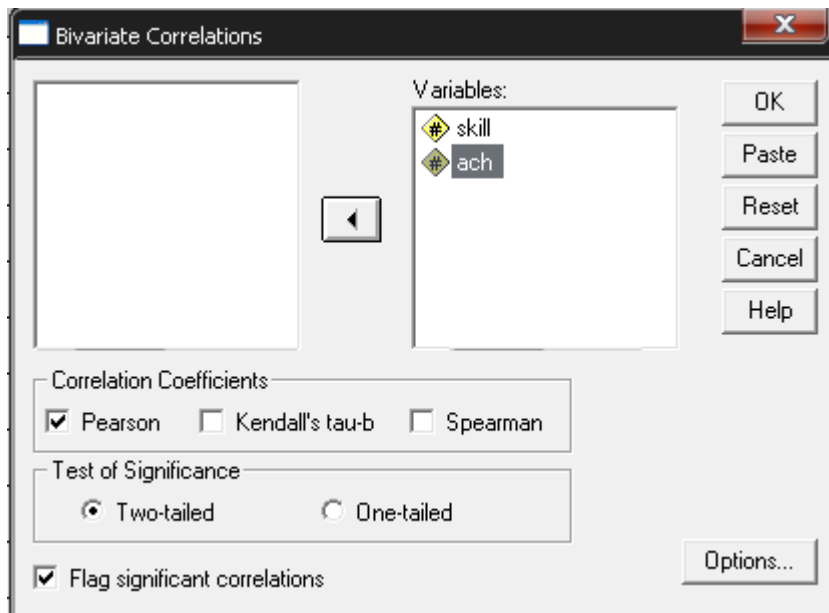 Bivariate Correlations
x
Variables:
# skill
# ach
OK
Paste
Reset
Cancel
Help
Correlation Coefficients
Pearson Kendall's tau-b Spearman
Test of Significance
Two-tailed One-tailed
Flag significant correlations
Options...